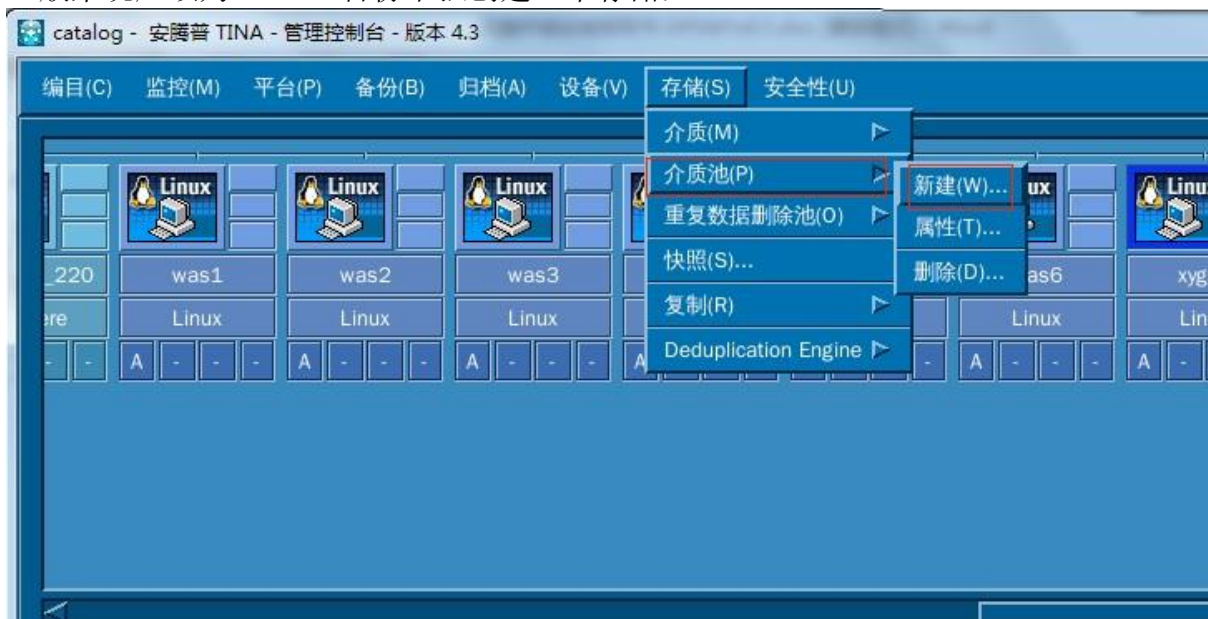 catalog - 安腾普 TINA - 管理控制台 - 版本 4.3
编目(C) 监控(M) 平台(P) 备份(B) 归档(A) 设备(V) 存储(S) 安全性(U)
介质(M)
介质池(P)
新建(W)...
重复数据删除池(O)
属性(T)...
快照(S)...
删除(D)...
复制(R)
Deduplication Engine
Linux Linux Linux ux Linu
_220 was1 was2 was3 as6 xyg
ere Linux Linux Linux Linux Lin
- - A - - - A - - - A - - - A - A - - - A -